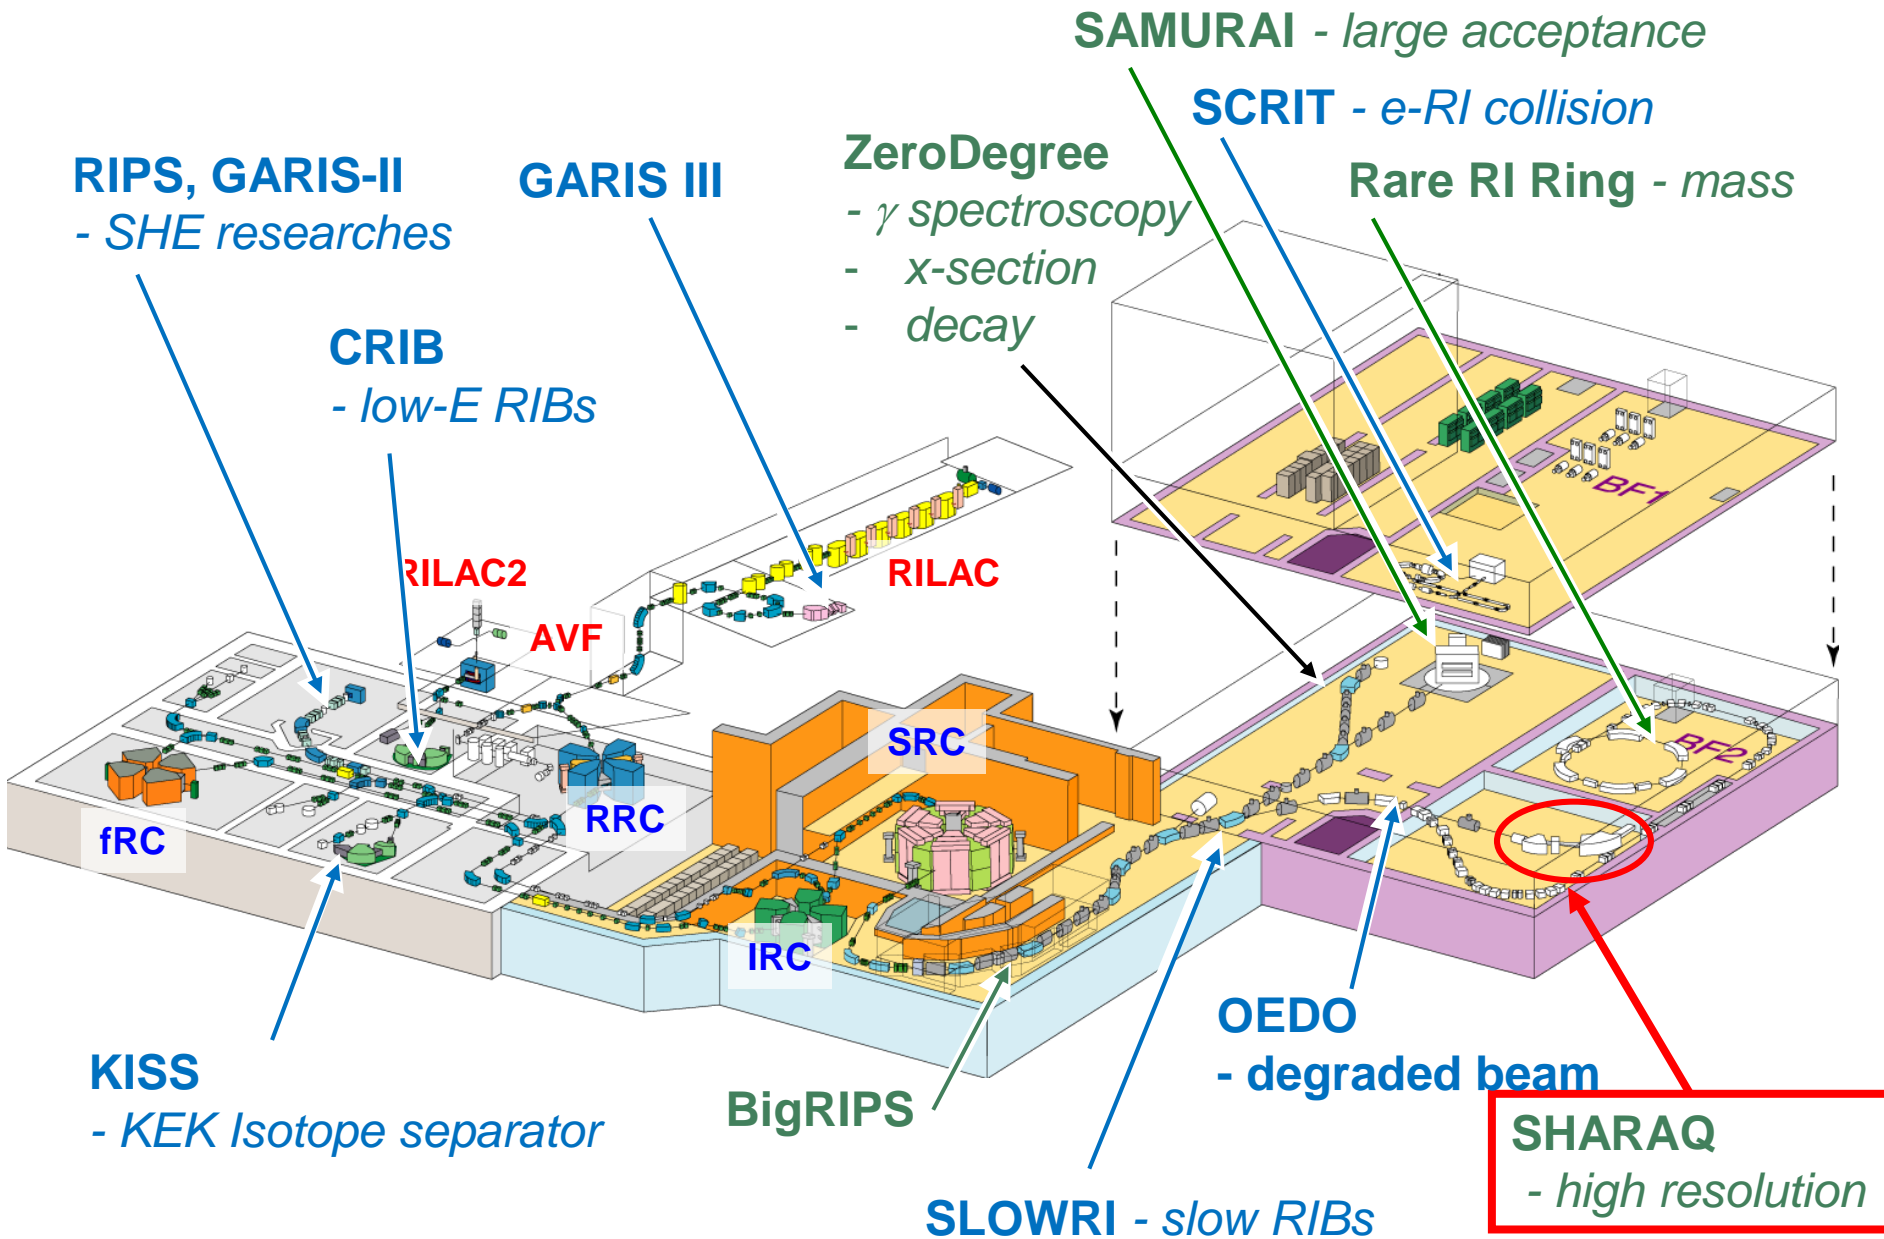 SAMURAI - large acceptance
SCRIT - e-RI collision
ZeroDegree
- γ spectroscopy
- x-section
- decay
Rare RI Ring - mass
RIPS, GARIS-II
- SHE researches
GARIS III
CRIB
- low-E RIBs
BF1
RILAC2
RILAC
AVF
SRC
BF2
RRC
fRC
IRC
OEDO
- degraded beam
KISS
- KEK Isotope separator
BigRIPS
SHARAQ
- high resolution
SLOWRI - slow RIBs